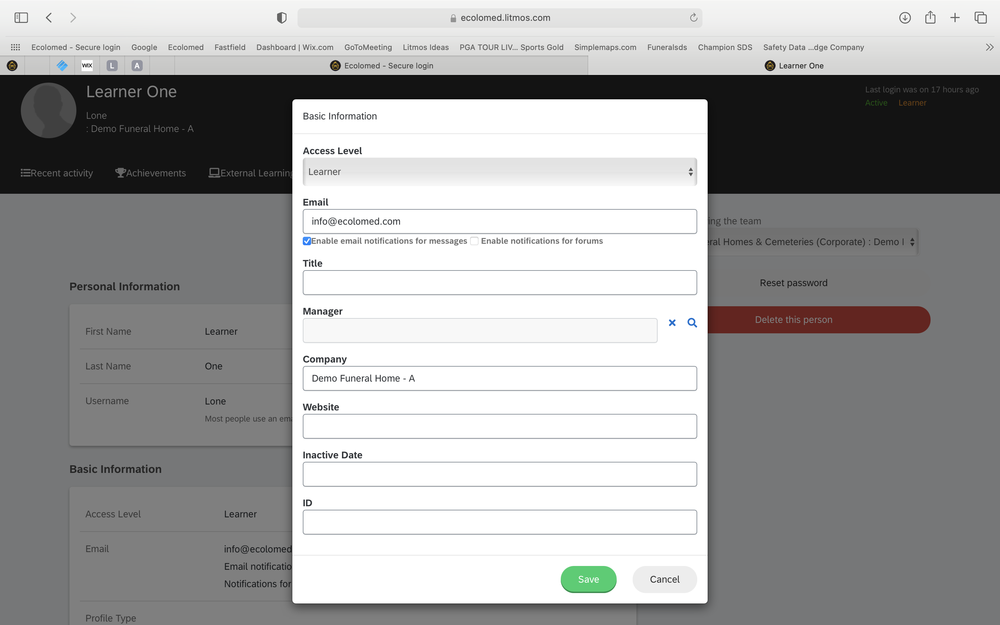 ecolomed.litmos.com
Ecolomed - Secure login Google Ecolomed Fastfield Dashboard | Wix.com GoToMeeting Litmos Ideas PGA TOUR LIV... Sports Gold Simplemaps.com Funeralsds Champion SDS Safety Data ...dge Company
WIX L A Ecolomed - Secure login Learner One
Learner One
Lone
: Demo Funeral Home - A
Last login was on 17 hours ago
Active Learner
Recent activity Achievements External Learning
Basic Information
Access Level
Learner
Email
info@ecolomed.com
Enable email notifications for messages Enable notifications for forums
Title
Manager
Company
Demo Funeral Home - A
Website
Inactive Date
ID
Save Cancel
ing the team
eral Homes & Cemeteries (Corporate) : Demo
Reset password
Delete this person
Personal Information
First Name Learner
Last Name One
Username Lone
Most people use an ema
Basic Information
Access Level Learner
Email info@ecolomed
Email notificatio
Notifications for
Profile Type